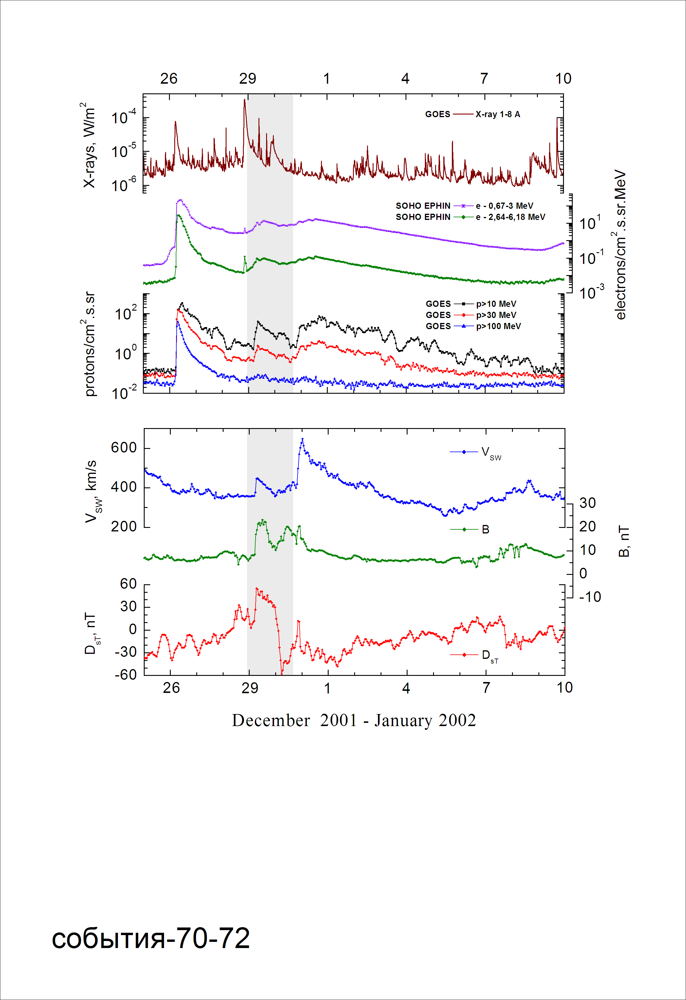 26 29 1 4 7 10
X-rays, W/m²
10⁻⁴
10⁻⁵
10⁻⁶
GOES X-ray 1-8 A
SOHO EPHIN e - 0,67-3 MeV
SOHO EPHIN e - 2,64-6,18 MeV
10¹
10⁻¹
10⁻³
electrons/cm².s.sr.MeV
protons/cm².s.sr
10²
10⁰
10⁻²
GOES p>10 MeV
GOES p>30 MeV
GOES p>100 MeV
V_SW, km/s
600
400
200
V_SW
30
20
10
0
-10
B, nT
B
D_sT, nT
60
30
0
-30
-60
D_sT
26 29 1 4 7 10
December 2001 - January 2002
события-70-72